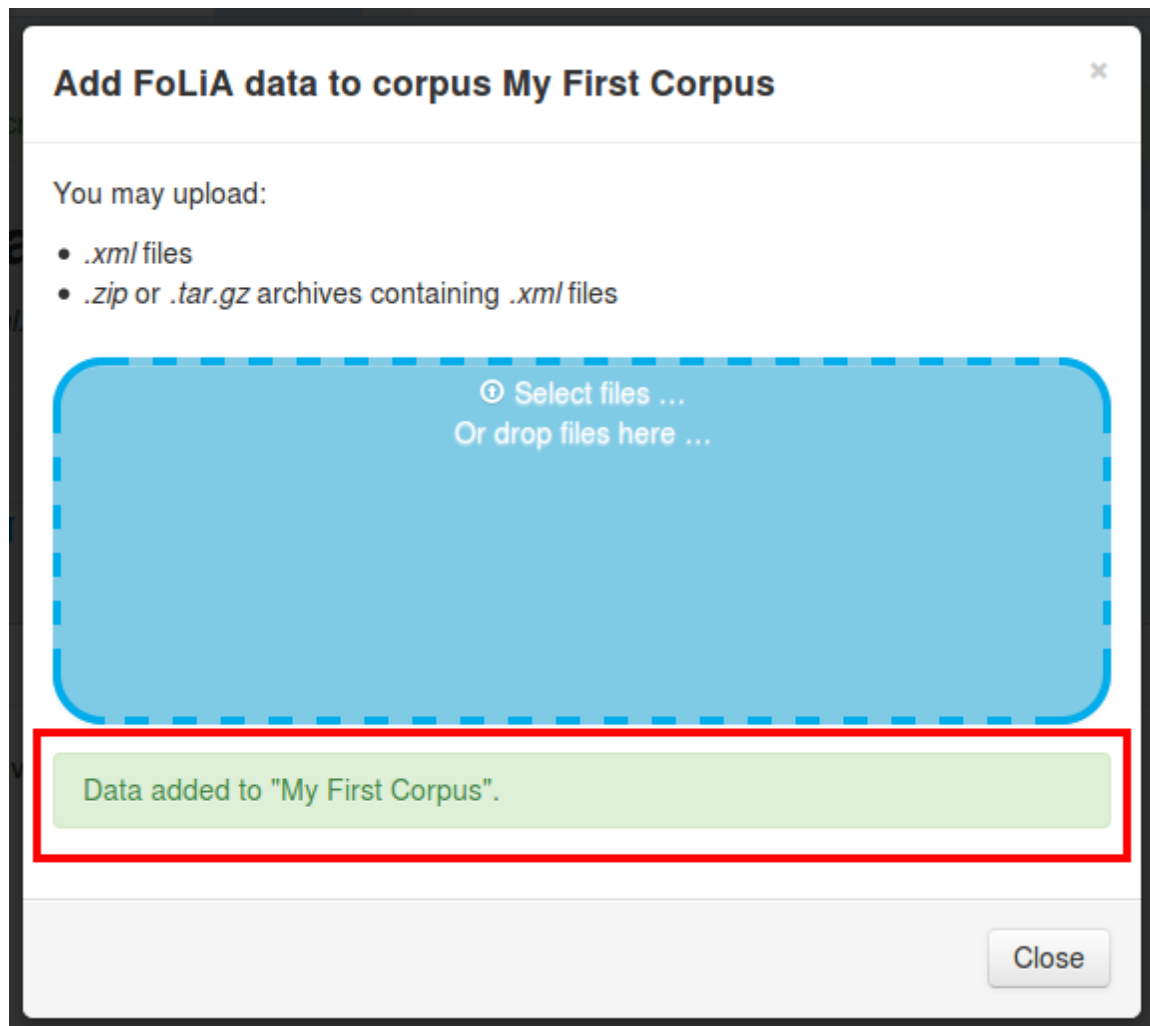 Add FoLiA data to corpus My First Corpus
×
You may upload:
• .xml files
• .zip or .tar.gz archives containing .xml files
Select files ...
Or drop files here ...
Data added to "My First Corpus".
Close